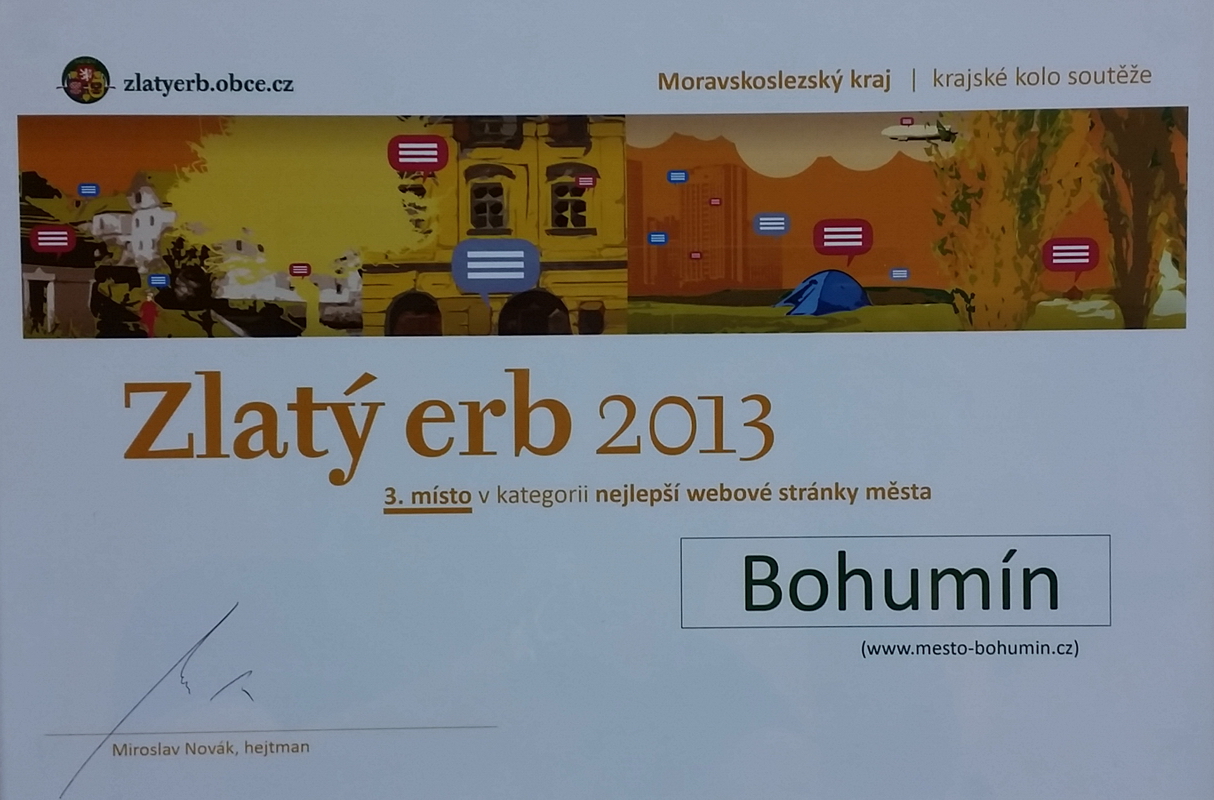 zlatyerb.obce.cz
Moravskoslezský kraj | krajské kolo soutěže
Zlatý erb 2013
3. místo v kategorii nejlepší webové stránky města
Bohumín
(www.mesto-bohumin.cz)
Miroslav Novák, hejtman